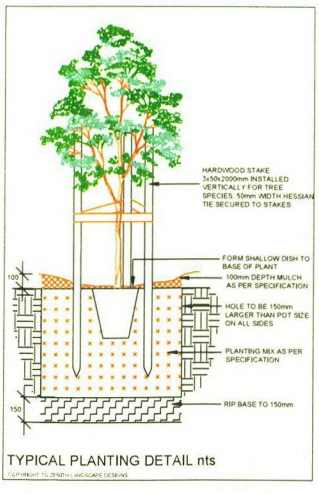 HARDWOOD STAKE
3x50x2000mm INSTALLED
VERTICALLY FOR TREE
SPECIES. 50mm WIDTH HESSIAN
TIE SECURED TO STAKES
FORM SHALLOW DISH TO
BASE OF PLANT
100
100mm DEPTH MULCH
AS PER SPECIFICATION
HOLE TO BE 150mm
LARGER THAN POT SIZE
ON ALL SIDES
PLANTING MIX AS PER
SPECIFICATION
150
RIP BASE TO 150mm
TYPICAL PLANTING DETAIL nts
COPYRIGHT TO ZENITH LANDSCAPE DESIGNS